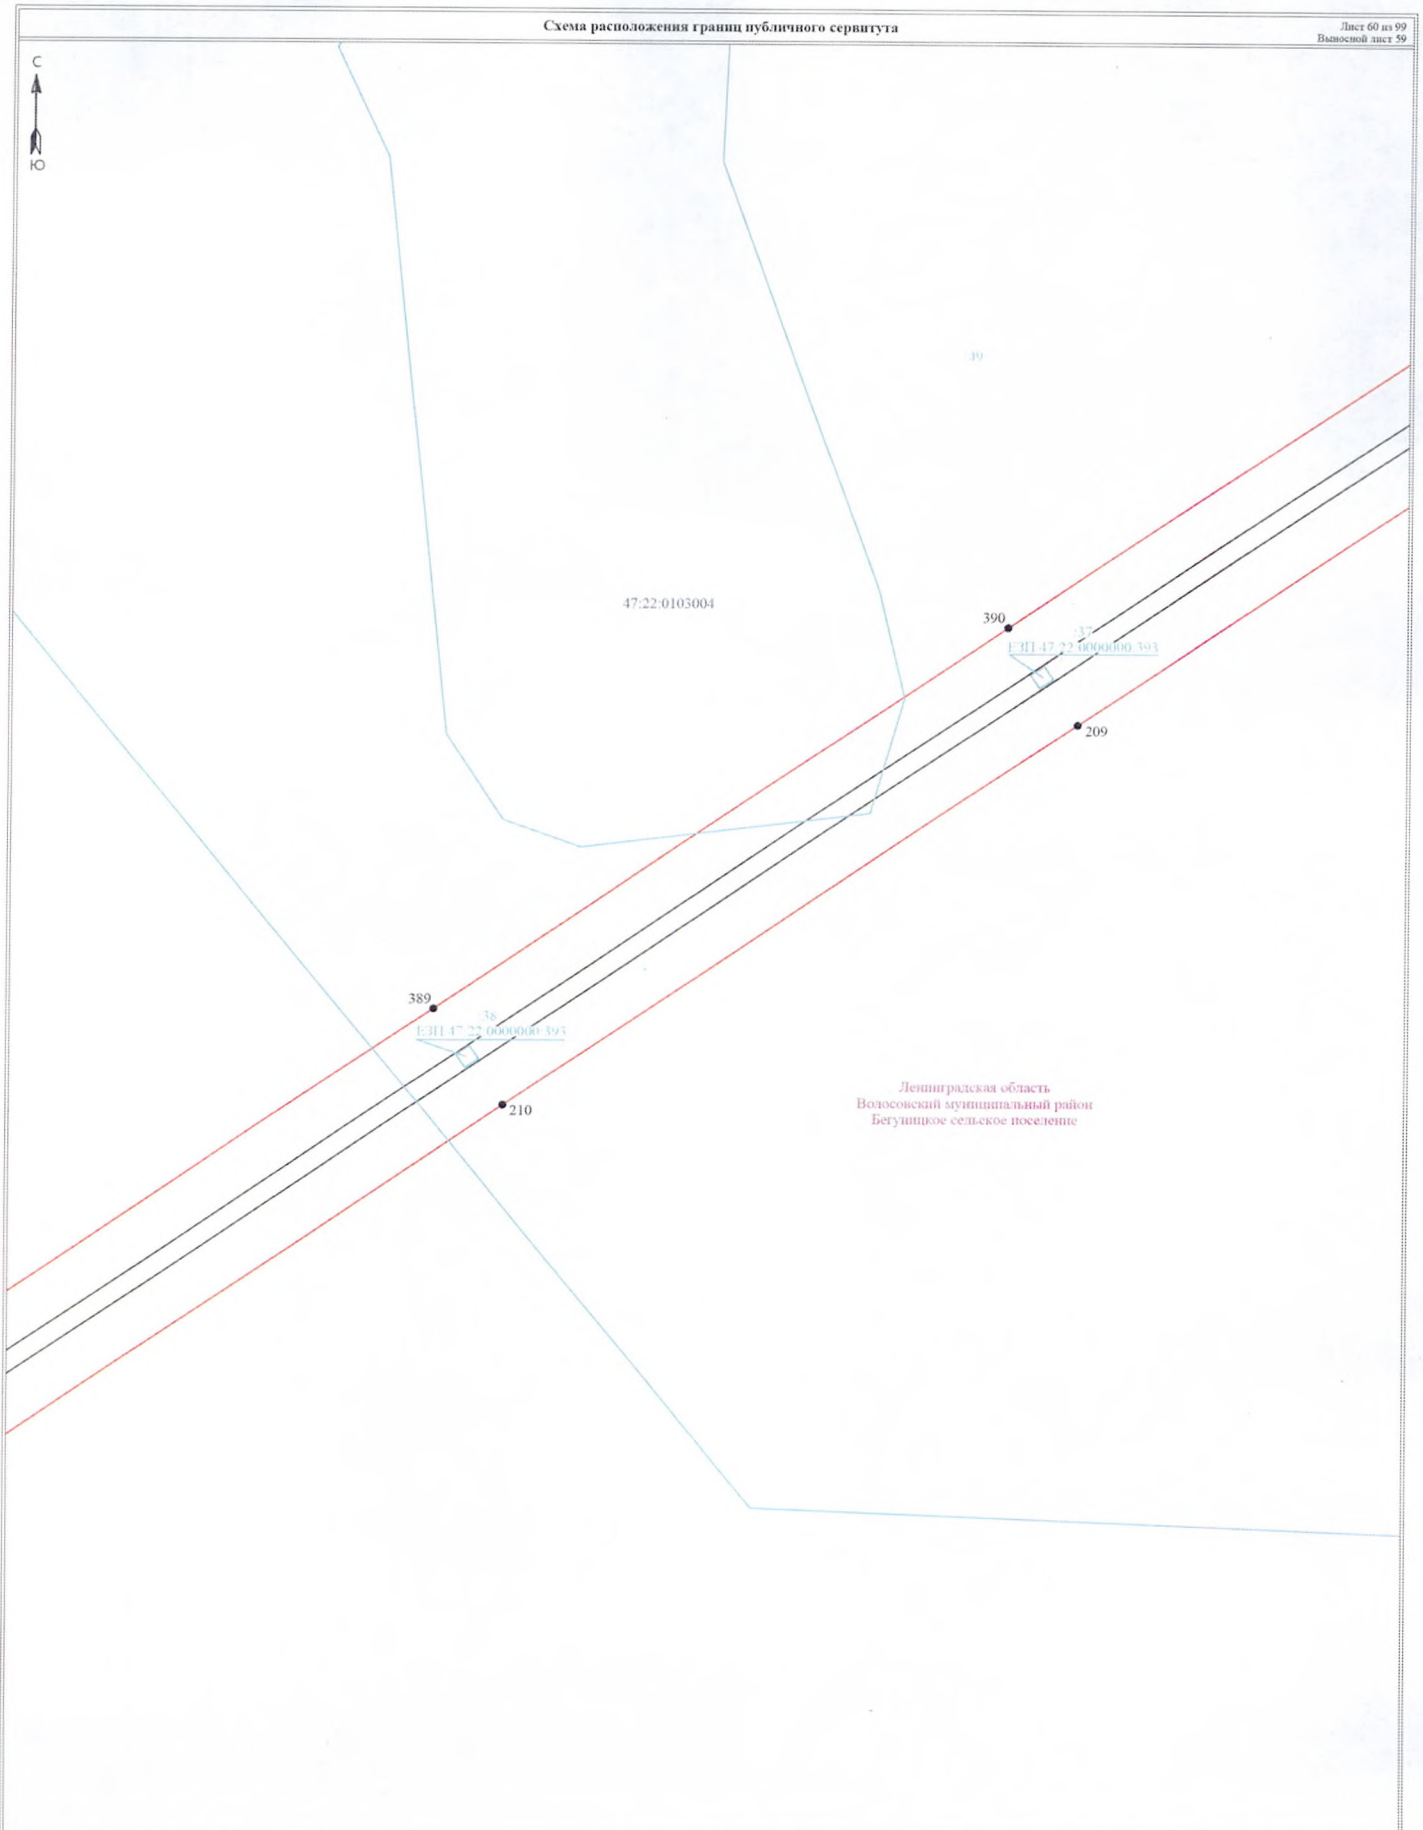 Схема расположения границ публичного сервитута
Лист 60 из 99
Выносной лист 59
С
Ю
:49
47:22:0103004
390
:37
ЕЗП 47:22:0000000:393
209
389
:38
ЕЗП 47:22:0000000:393
210
Ленинградская область
Волосовский муниципальный район
Бегуницкое сельское поселение